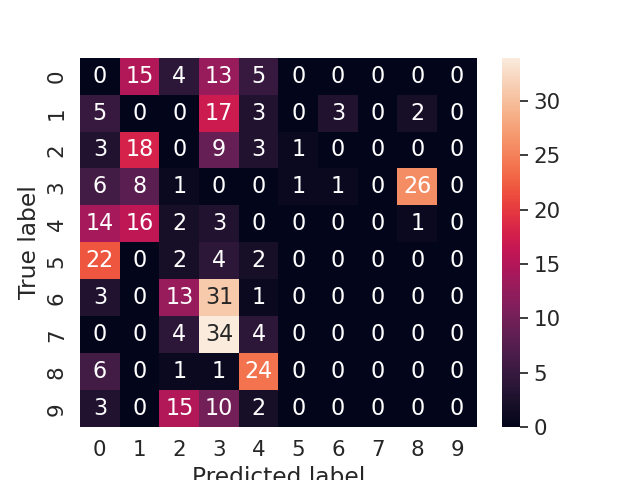 0 0 15 4 13 5 0 0 0 0 0
1 5 0 0 17 3 0 3 0 2 0
2 3 18 0 9 3 1 0 0 0 0
3 6 8 1 0 0 1 1 0 26 0
4 14 16 2 3 0 0 0 0 1 0
5 22 0 2 4 2 0 0 0 0 0
6 3 0 13 31 1 0 0 0 0 0
7 0 0 4 34 4 0 0 0 0 0
8 6 0 1 1 24 0 0 0 0 0
9 3 0 15 10 2 0 0 0 0 0
0 1 2 3 4 5 6 7 8 9
Predicted label
True label
30
25
20
15
10
5
0